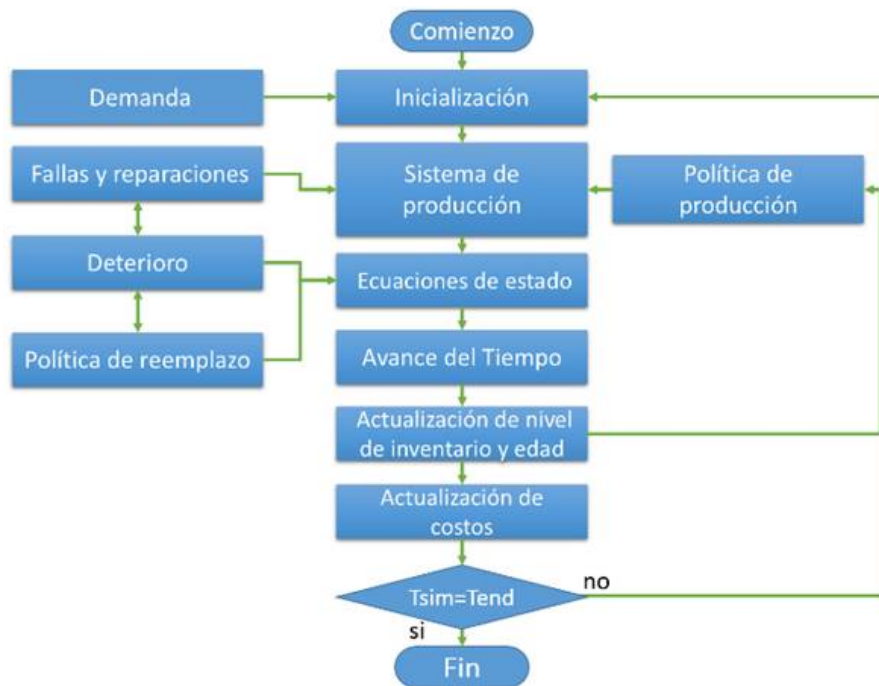 Comienzo
Demanda
Inicialización
Fallas y reparaciones
Sistema de
producción
Política de
producción
Deterioro
Ecuaciones de estado
Política de reemplazo
Avance del Tiempo
Actualización de nivel
de inventario y edad
Actualización de
costos
Tsim=Tend
no
si
Fin